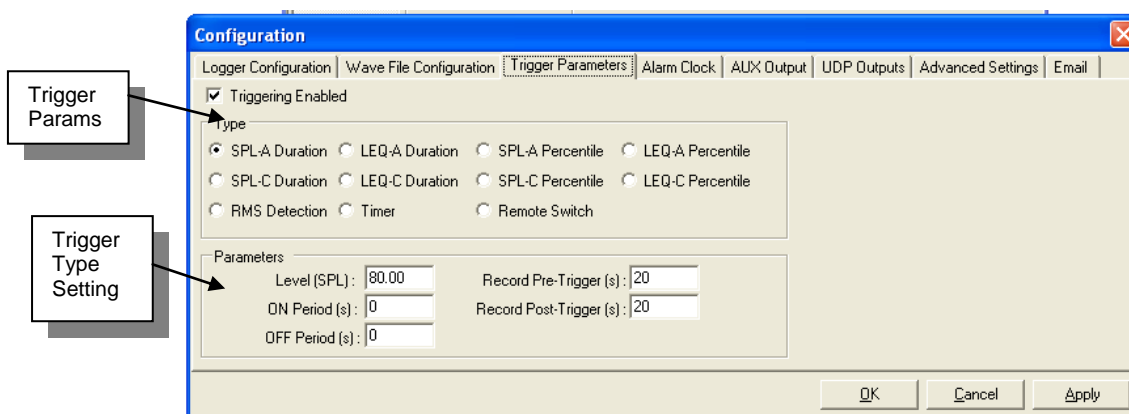 Configuration
Logger Configuration Wave File Configuration Trigger Parameters Alarm Clock AUX Output UDP Outputs Advanced Settings Email
Trigger
Params
Triggering Enabled
Type
SPL-A Duration LEQ-A Duration SPL-A Percentile LEQ-A Percentile
SPL-C Duration LEQ-C Duration SPL-C Percentile LEQ-C Percentile
RMS Detection Timer Remote Switch
Trigger
Type
Setting
Parameters
Level (SPL) : 80.00 Record Pre-Trigger (s) : 20
ON Period (s) : 0 Record Post-Trigger (s) : 20
OFF Period (s) : 0
OK Cancel Apply